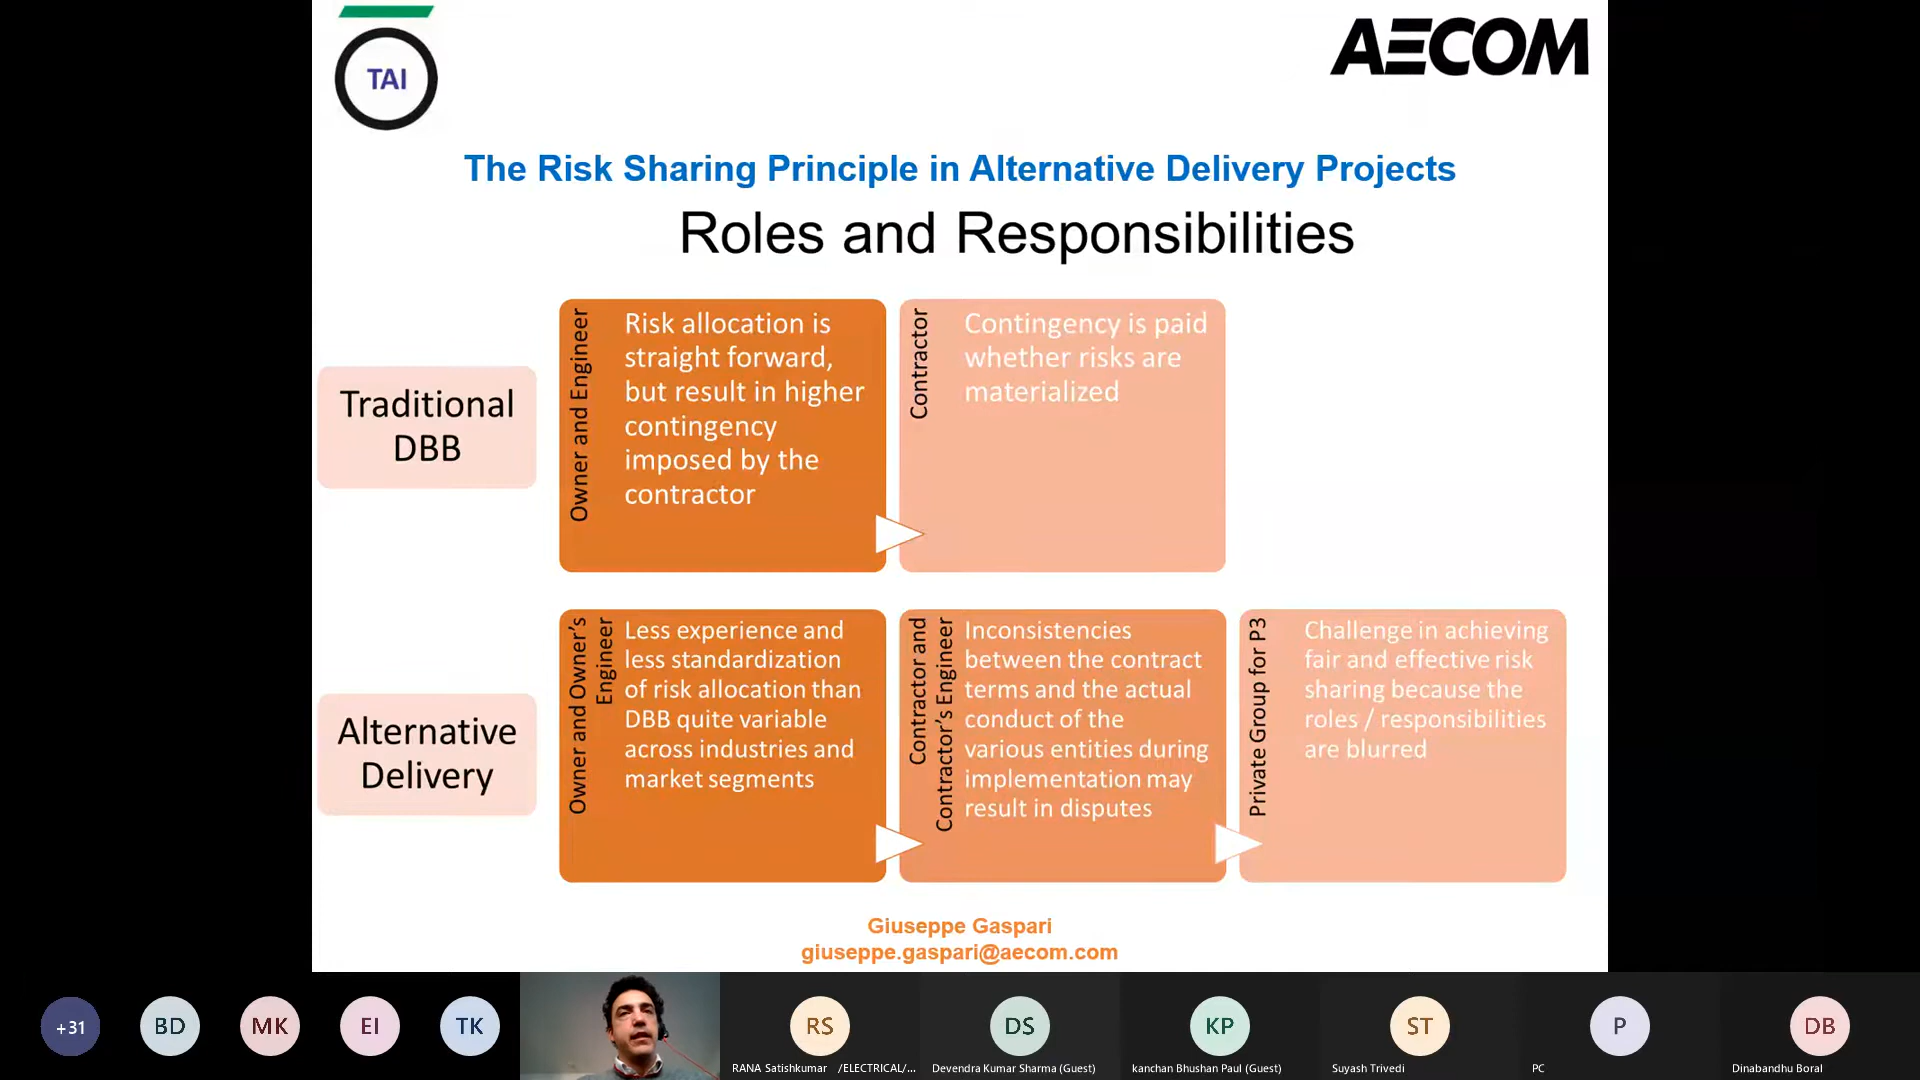 TAI
AECOM
The Risk Sharing Principle in Alternative Delivery Projects
Roles and Responsibilities
Traditional
DBB
Owner and Engineer
Risk allocation is
straight forward,
but result in higher
contingency
imposed by the
contractor
Contractor
Contingency is paid
whether risks are
materialized
Alternative
Delivery
Owner and Owner's
Engineer
Less experience and
less standardization
of risk allocation than
DBB quite variable
across industries and
market segments
Contractor and
Contractor's Engineer
Inconsistencies
between the contract
terms and the actual
conduct of the
various entities during
implementation may
result in disputes
Private Group for P3
Challenge in achieving
fair and effective risk
sharing because the
roles / responsibilities
are blurred
Giuseppe Gaspari
giuseppe.gaspari@aecom.com
+31
BD
MK
EI
TK
RS
RANA Satishkumar /ELECTRICAL/...
DS
Devendra Kumar Sharma (Guest)
KP
kanchan Bhushan Paul (Guest)
ST
Suyash Trivedi
P
PC
DB
Dinabandhu Boral